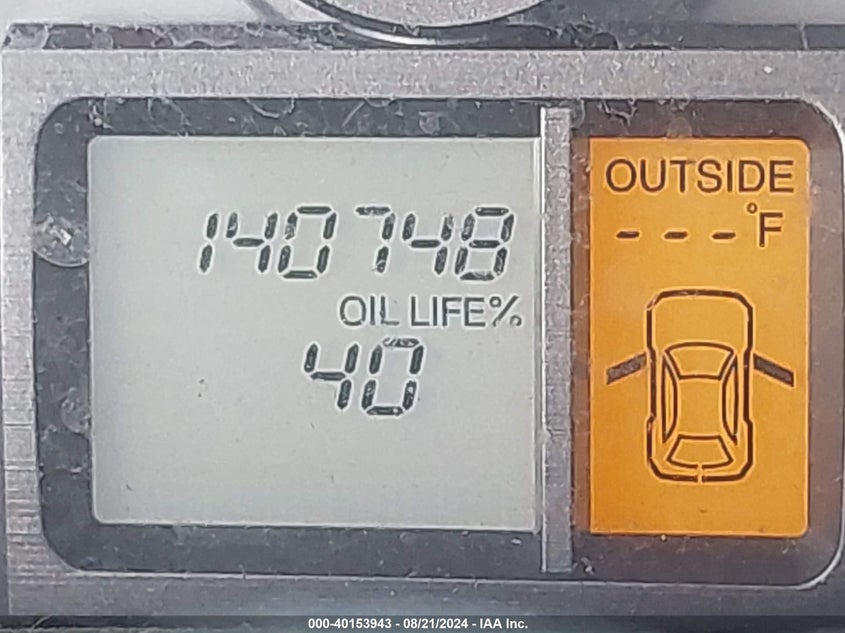 140748
OIL LIFE%
40
OUTSIDE
---°F
000-40153943 - 08/21/2024 - IAA Inc.